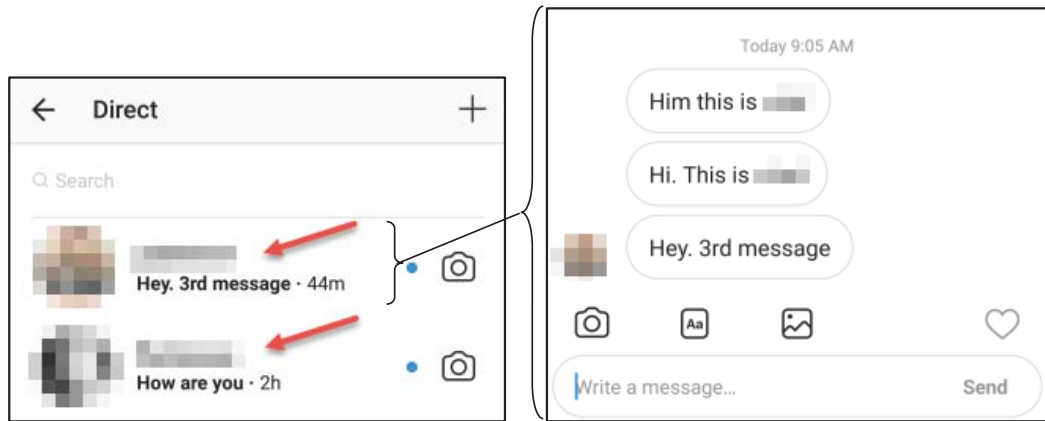 Direct
Search
Hey. 3rd message · 44m
How are you · 2h
Today 9:05 AM
Him this is
Hi. This is
Hey. 3rd message
Aa
Write a message...
Send